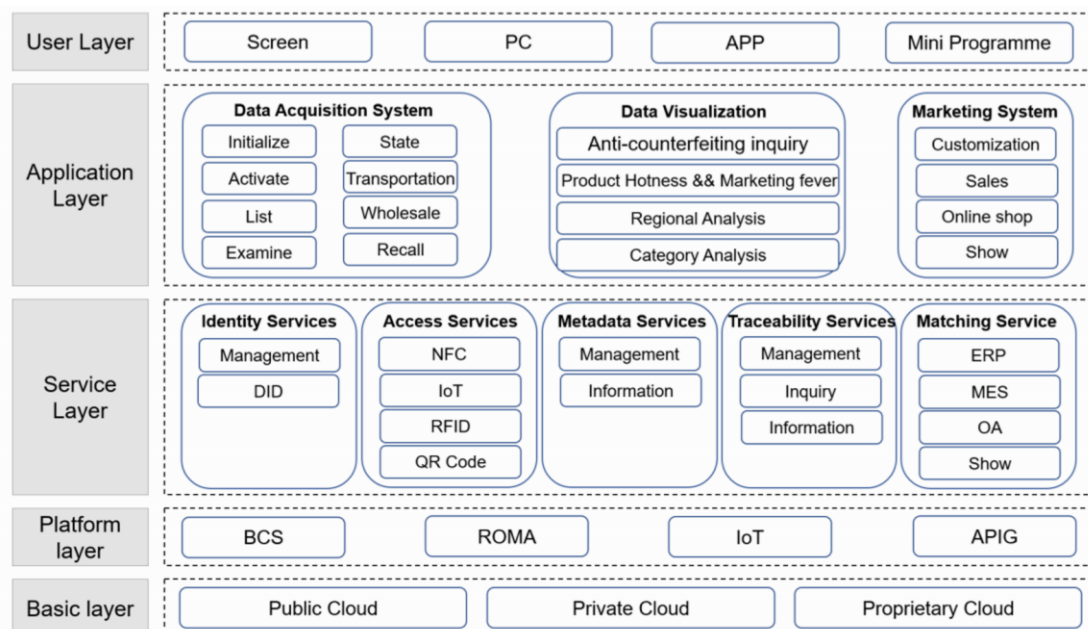 User Layer
Screen
PC
APP
Mini Programme
Application
Layer
Data Acquisition System
Initialize
State
Activate
Transportation
List
Wholesale
Examine
Recall
Data Visualization
Anti-counterfeiting inquiry
Product Hotness && Marketing fever
Regional Analysis
Category Analysis
Marketing System
Customization
Sales
Online shop
Show
Service
Layer
Identity Services
Management
DID
Access Services
NFC
IoT
RFID
QR Code
Metadata Services
Management
Information
Traceability Services
Management
Inquiry
Information
Matching Service
ERP
MES
OA
Show
Platform
layer
BCS
ROMA
IoT
APIG
Basic layer
Public Cloud
Private Cloud
Proprietary Cloud